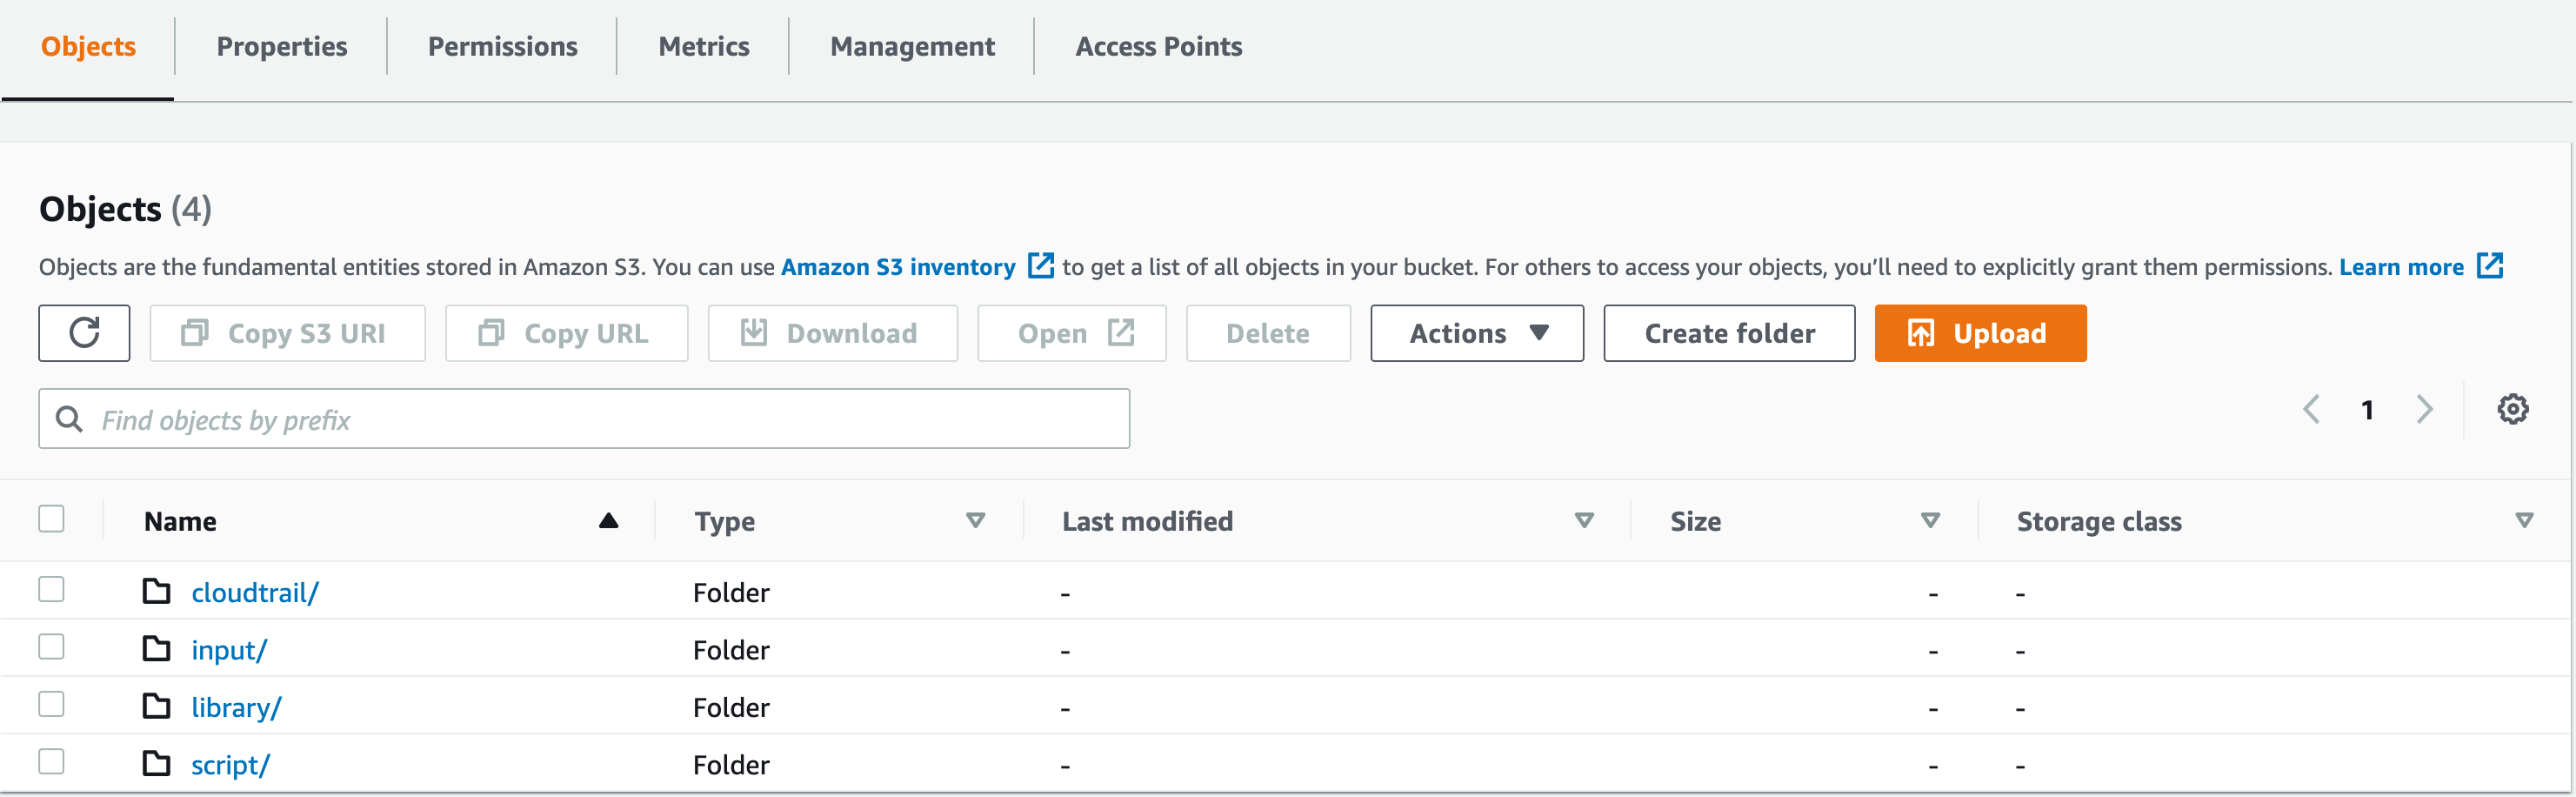 Objects Properties Permissions Metrics Management Access Points
Objects (4)
Objects are the fundamental entities stored in Amazon S3. You can use Amazon S3 inventory to get a list of all objects in your bucket. For others to access your objects, you’ll need to explicitly grant them permissions. Learn more
Copy S3 URI Copy URL Download Open Delete Actions Create folder Upload
Find objects by prefix 1
Name Type Last modified Size Storage class
cloudtrail/ Folder - - -
input/ Folder - - -
library/ Folder - - -
script/ Folder - - -